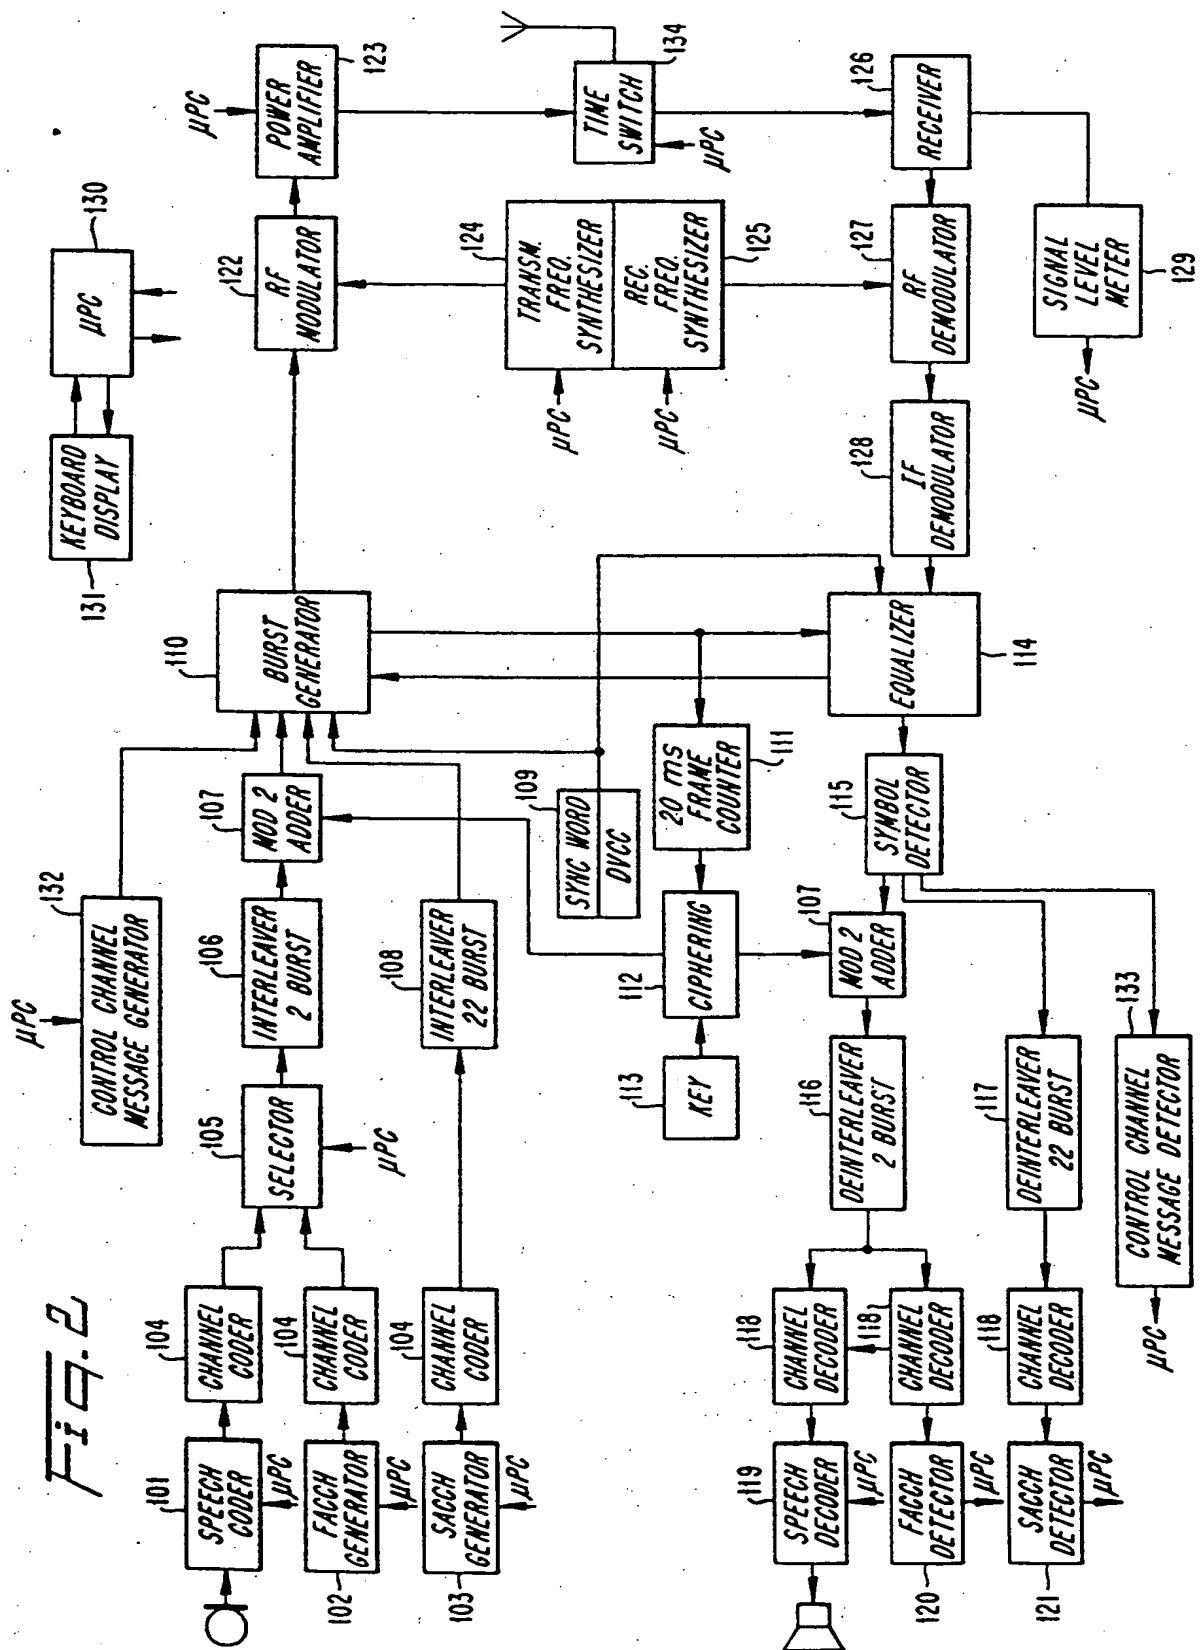 Fig. 2
101
SPEECH
CODER
μPC
104
CHANNEL
CODER
102
FACCH
GENERATOR
μPC
104
CHANNEL
CODER
103
SACCH
GENERATOR
μPC
104
CHANNEL
CODER
105
SELECTOR
μPC
μPC
132
CONTROL CHANNEL
MESSAGE GENERATOR
106
INTERLEAVER
2 BURST
107
MOD 2
ADDER
108
INTERLEAVER
22 BURST
110
BURST
GENERATOR
131
KEYBOARD
DISPLAY
130
μPC
122
RF
MODULATOR
μPC
123
POWER
AMPLIFIER
134
TIME
SWITCH
μPC
109
SYNC WORD
DVCC
111
20 ms
FRAME
COUNTER
112
CIPHERING
113
KEY
124
TRANSM.
FREQ.
SYNTHESIZER
μPC
125
REC.
FREQ.
SYNTHESIZER
μPC
126
RECEIVER
127
RF
DEMODULATOR
128
IF
DEMODULATOR
129
SIGNAL
LEVEL
METER
μPC
114
EQUALIZER
115
SYMBOL
DETECTOR
107
MOD 2
ADDER
116
DEINTERLEAVER
2 BURST
117
DEINTERLEAVER
22 BURST
133
CONTROL CHANNEL
MESSAGE DETECTOR
μPC
118
CHANNEL
DECODER
118
CHANNEL
DECODER
118
CHANNEL
DECODER
119
SPEECH
DECODER
μPC
120
FACCH
DETECTOR
μPC
121
SACCH
DETECTOR
μPC